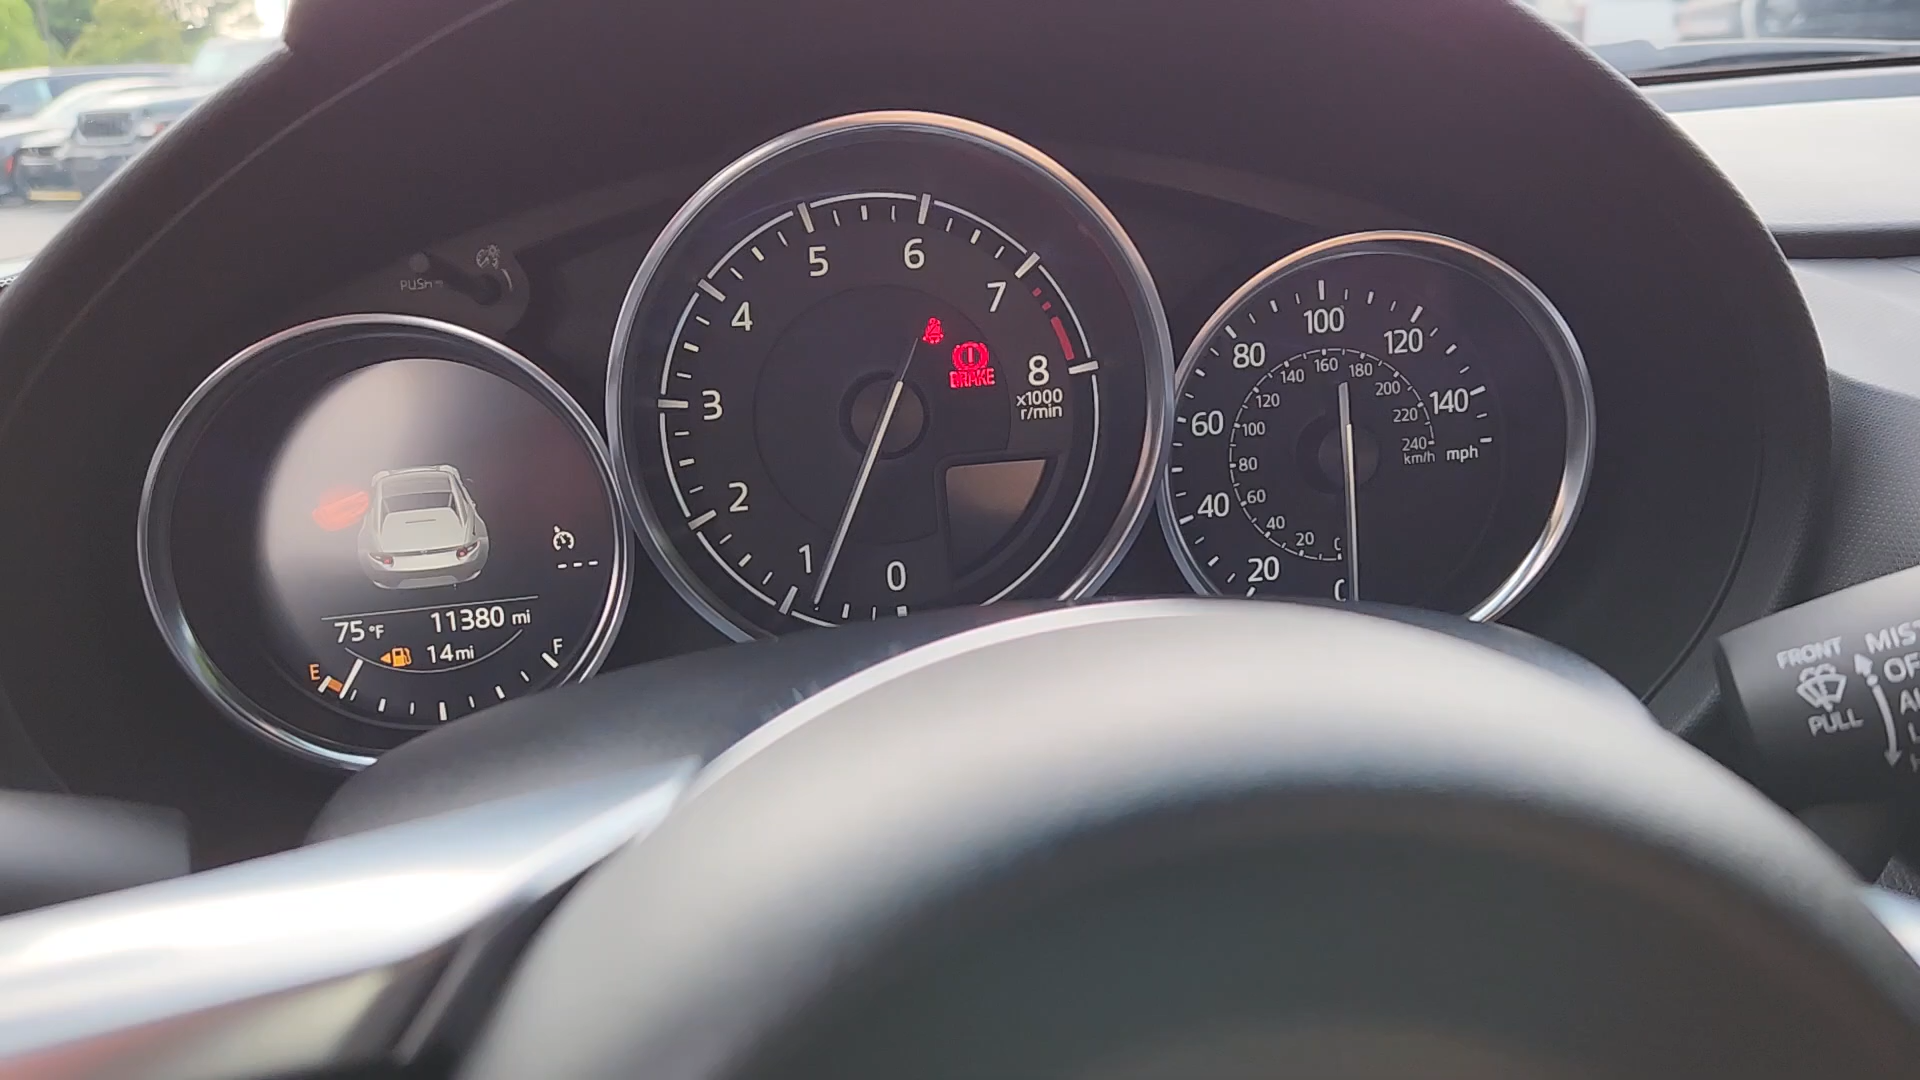 PUSH
75 °F 11380 mi
14 mi
E F
0 1 2 3 4 5 6 7 8
x1000
r/min
BRAKE
20 40 60 80 100 120 140
mph
20 40 60 80 100 120 140 160 180 200 220 240
km/h
FRONT
PULL
MIST